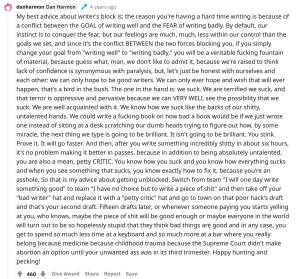 danharmon Dan Harmon 4 years ago
My best advice about writer's block is: the reason you're having a hard time writing is because of
a conflict between the GOAL of writing well and the FEAR of writing badly. By default, our
instinct is to conquer the fear, but our feelings are much, much, less within our control than the
goals we set, and since it's the conflict BETWEEN the two forces blocking you, if you simply
change your goal from "writing well" to "writing badly," you will be a veritable fucking fountain
of material, because guess what, man, we don't like to admit it, because we're raised to think
lack of confidence is synonymous with paralysis, but, let's just be honest with ourselves and
each other: we can only hope to be good writers. We can only ever hope and wish that will ever
happen, that's a bird in the bush. The one in the hand is: we suck. We are terrified we suck, and
that terror is oppressive and pervasive because we can VERY WELL see the possibility that we
suck. We are well acquainted with it. We know how we suck like the backs of our shitty,
untalented hands. We could write a fucking book on how bad a book would be if we just wrote
one instead of sitting at a desk scratching our dumb heads trying to figure out how, by some
miracle, the next thing we type is going to be brilliant. It isn't going to be brilliant. You stink.
Prove it. It will go faster. And then, after you write something incredibly shitty in about six hours,
it's no problem making it better in passes, because in addition to being absolutely untalented,
you are also a mean, petty CRITIC. You know how you suck and you know how everything sucks
and when you see something that sucks, you know exactly how to fix it, because you're an
asshole. So that is my advice about getting unblocked. Switch from team "I will one day write
something good" to team "I have no choice but to write a piece of shit" and then take off your
"bad writer" hat and replace it with a "petty critic" hat and go to town on that poor hack's draft
and that's your second draft. Fifteen drafts later, or whenever someone paying you starts yelling
at you, who knows, maybe the piece of shit will be good enough or maybe everyone in the world
will turn out to be so hopelessly stupid that they think bad things are good and in any case, you
get to spend so much less time at a keyboard and so much more at a bar where you really
belong because medicine because childhood trauma because the Supreme Court didn't make
abortion an option until your unwanted ass was in its third trimester. Happy hunting and
pecking!
460 Give Award Share Report Save